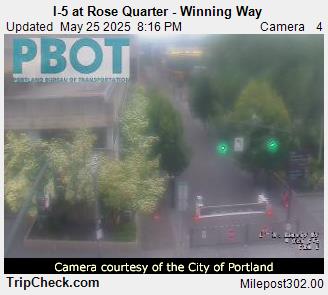 I-5 at Rose Quarter - Winning Way
Updated May 25 2025 8:16 PM Camera 4
PBOT
PORTLAND BUREAU OF TRANSPORTATION
Camera courtesy of the City of Portland
TripCheck.com Milepost302.00